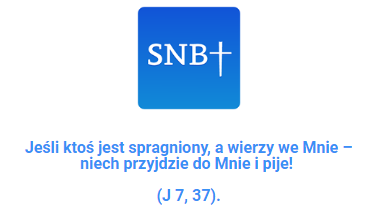 SNB†
Jeśli ktoś jest spragniony, a wierzy we Mnie –
niech przyjdzie do Mnie i pije!
(J 7, 37).